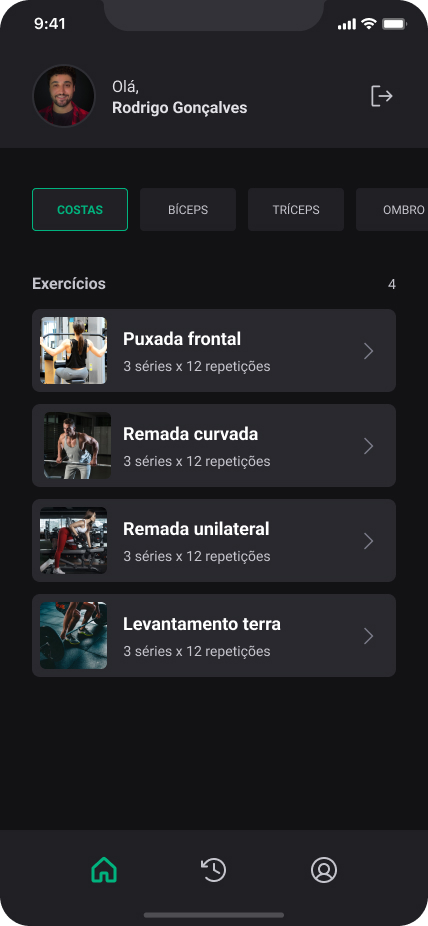 9:41
Olá,
Rodrigo Gonçalves
COSTAS
BÍCEPS
TRÍCEPS
OMBRO
Exercícios
4
Puxada frontal
3 séries x 12 repetições
Remada curvada
3 séries x 12 repetições
Remada unilateral
3 séries x 12 repetições
Levantamento terra
3 séries x 12 repetições